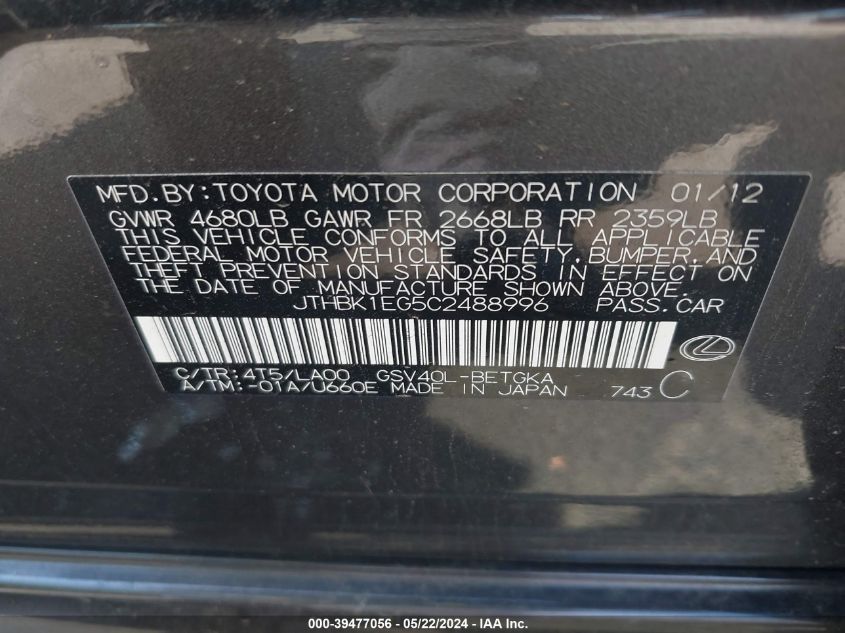 MFD.BY:TOYOTA MOTOR CORPORATION 01/12
GVWR 4680LB GAWR FR 2668LB RR 2359LB
THIS VEHICLE CONFORMS TO ALL APPLICABLE
FEDERAL MOTOR VEHICLE SAFETY,BUMPER,AND
THEFT PREVENTION STANDARDS IN EFFECT ON
THE DATE OF MANUFACTURE SHOWN ABOVE.
JTHBK1EG5C2488996 PASS.CAR
C/TR:4T5/LA00 GSV40L-BETGKA
A/TM:-01A/U660E MADE IN JAPAN 743 C
000-39477056 - 05/22/2024 - IAA Inc.